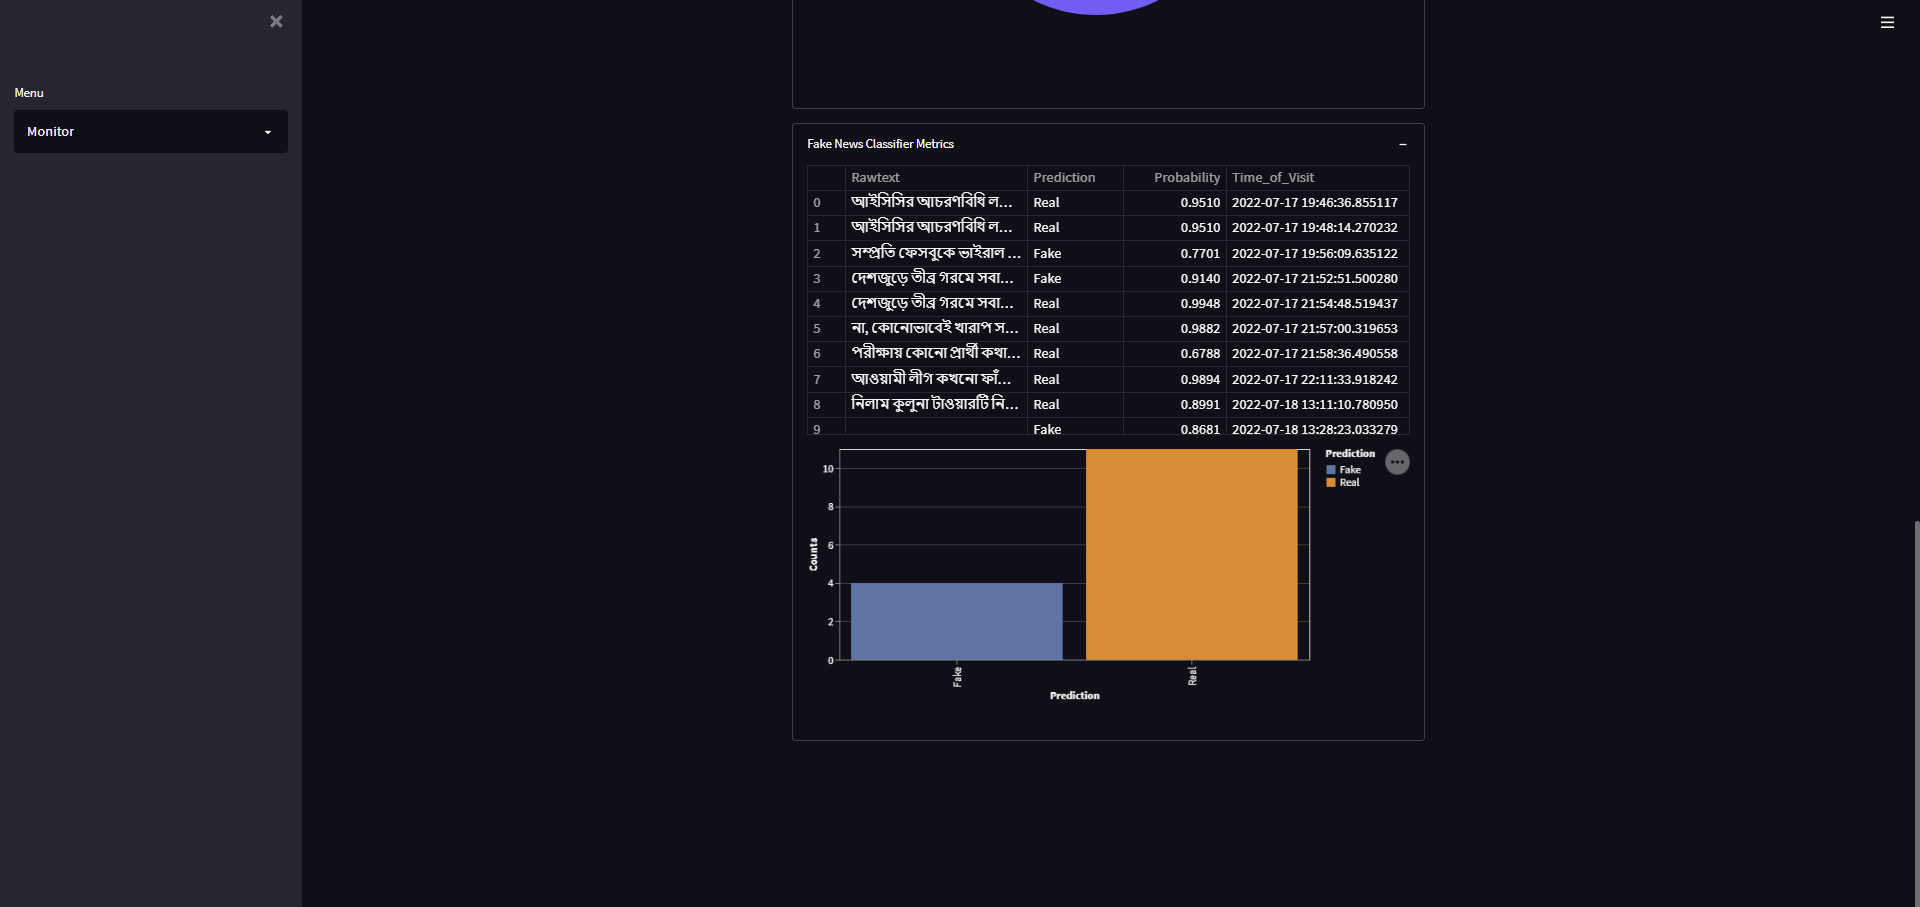 Menu
Monitor
Fake News Classifier Metrics
Rawtext Prediction Probability Time_of_Visit
0 আইসিসির আচরণবিধি ল... Real 0.9510 2022-07-17 19:46:36.855117
1 আইসিসির আচরণবিধি ল... Real 0.9510 2022-07-17 19:48:14.270232
2 সম্প্রতি ফেসবুকে ভাইরাল ... Fake 0.7701 2022-07-17 19:56:09.635122
3 দেশজুড়ে তীব্র গরমে সবা... Fake 0.9140 2022-07-17 21:52:51.500280
4 দেশজুড়ে তীব্র গরমে সবা... Real 0.9948 2022-07-17 21:54:48.519437
5 না, কোনোভাবেই খারাপ স... Real 0.9882 2022-07-17 21:57:00.319653
6 পরীক্ষায় কোনো প্রার্থী কথা... Real 0.6788 2022-07-17 21:58:36.490558
7 আওয়ামী লীগ কখনো ফাঁ... Real 0.9894 2022-07-17 22:11:33.918242
8 নিলাম কুলুনা টাওয়ারটি নি... Real 0.8991 2022-07-18 13:11:10.780950
9 Fake 0.8681 2022-07-18 13:28:23.033279
Prediction
Fake
Real
10
8
6
4
2
0
Counts
Fake
Real
Prediction